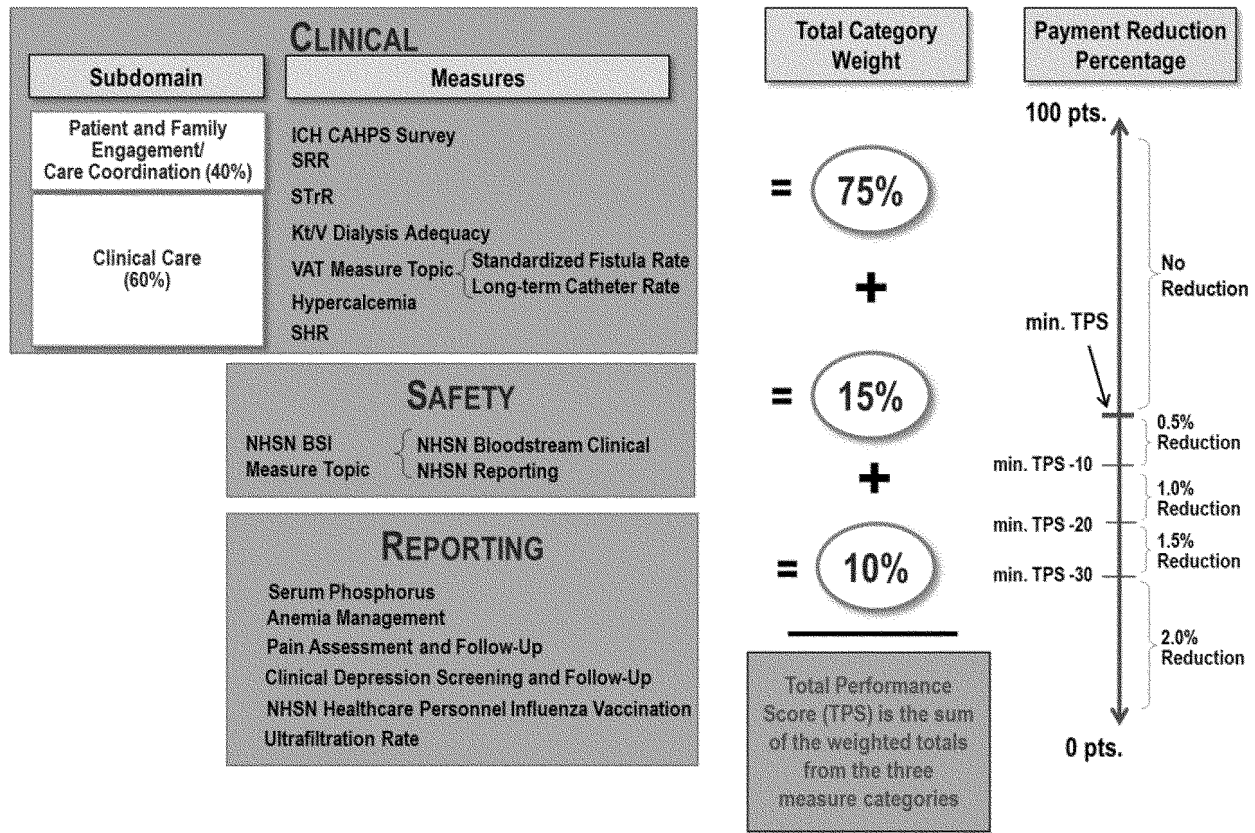 CLINICAL
Subdomain
Measures
Patient and Family
Engagement/
Care Coordination (40%)
Clinical Care
(60%)
ICH CAHPS Survey
SRR
STrR
Kt/V Dialysis Adequacy
VAT Measure Topic
Standardized Fistula Rate
Long-term Catheter Rate
Hypercalcemia
SHR
SAFETY
NHSN BSI
Measure Topic
NHSN Bloodstream Clinical
NHSN Reporting
REPORTING
Serum Phosphorus
Anemia Management
Pain Assessment and Follow-Up
Clinical Depression Screening and Follow-Up
NHSN Healthcare Personnel Influenza Vaccination
Ultrafiltration Rate
Total Category
Weight
= 75%
+
= 15%
+
= 10%
Total Performance
Score (TPS) is the sum
of the weighted totals
from the three
measure categories
Payment Reduction
Percentage
100 pts.
No
Reduction
min. TPS
0.5%
Reduction
min. TPS -10
1.0%
Reduction
min. TPS -20
1.5%
Reduction
min. TPS -30
2.0%
Reduction
0 pts.